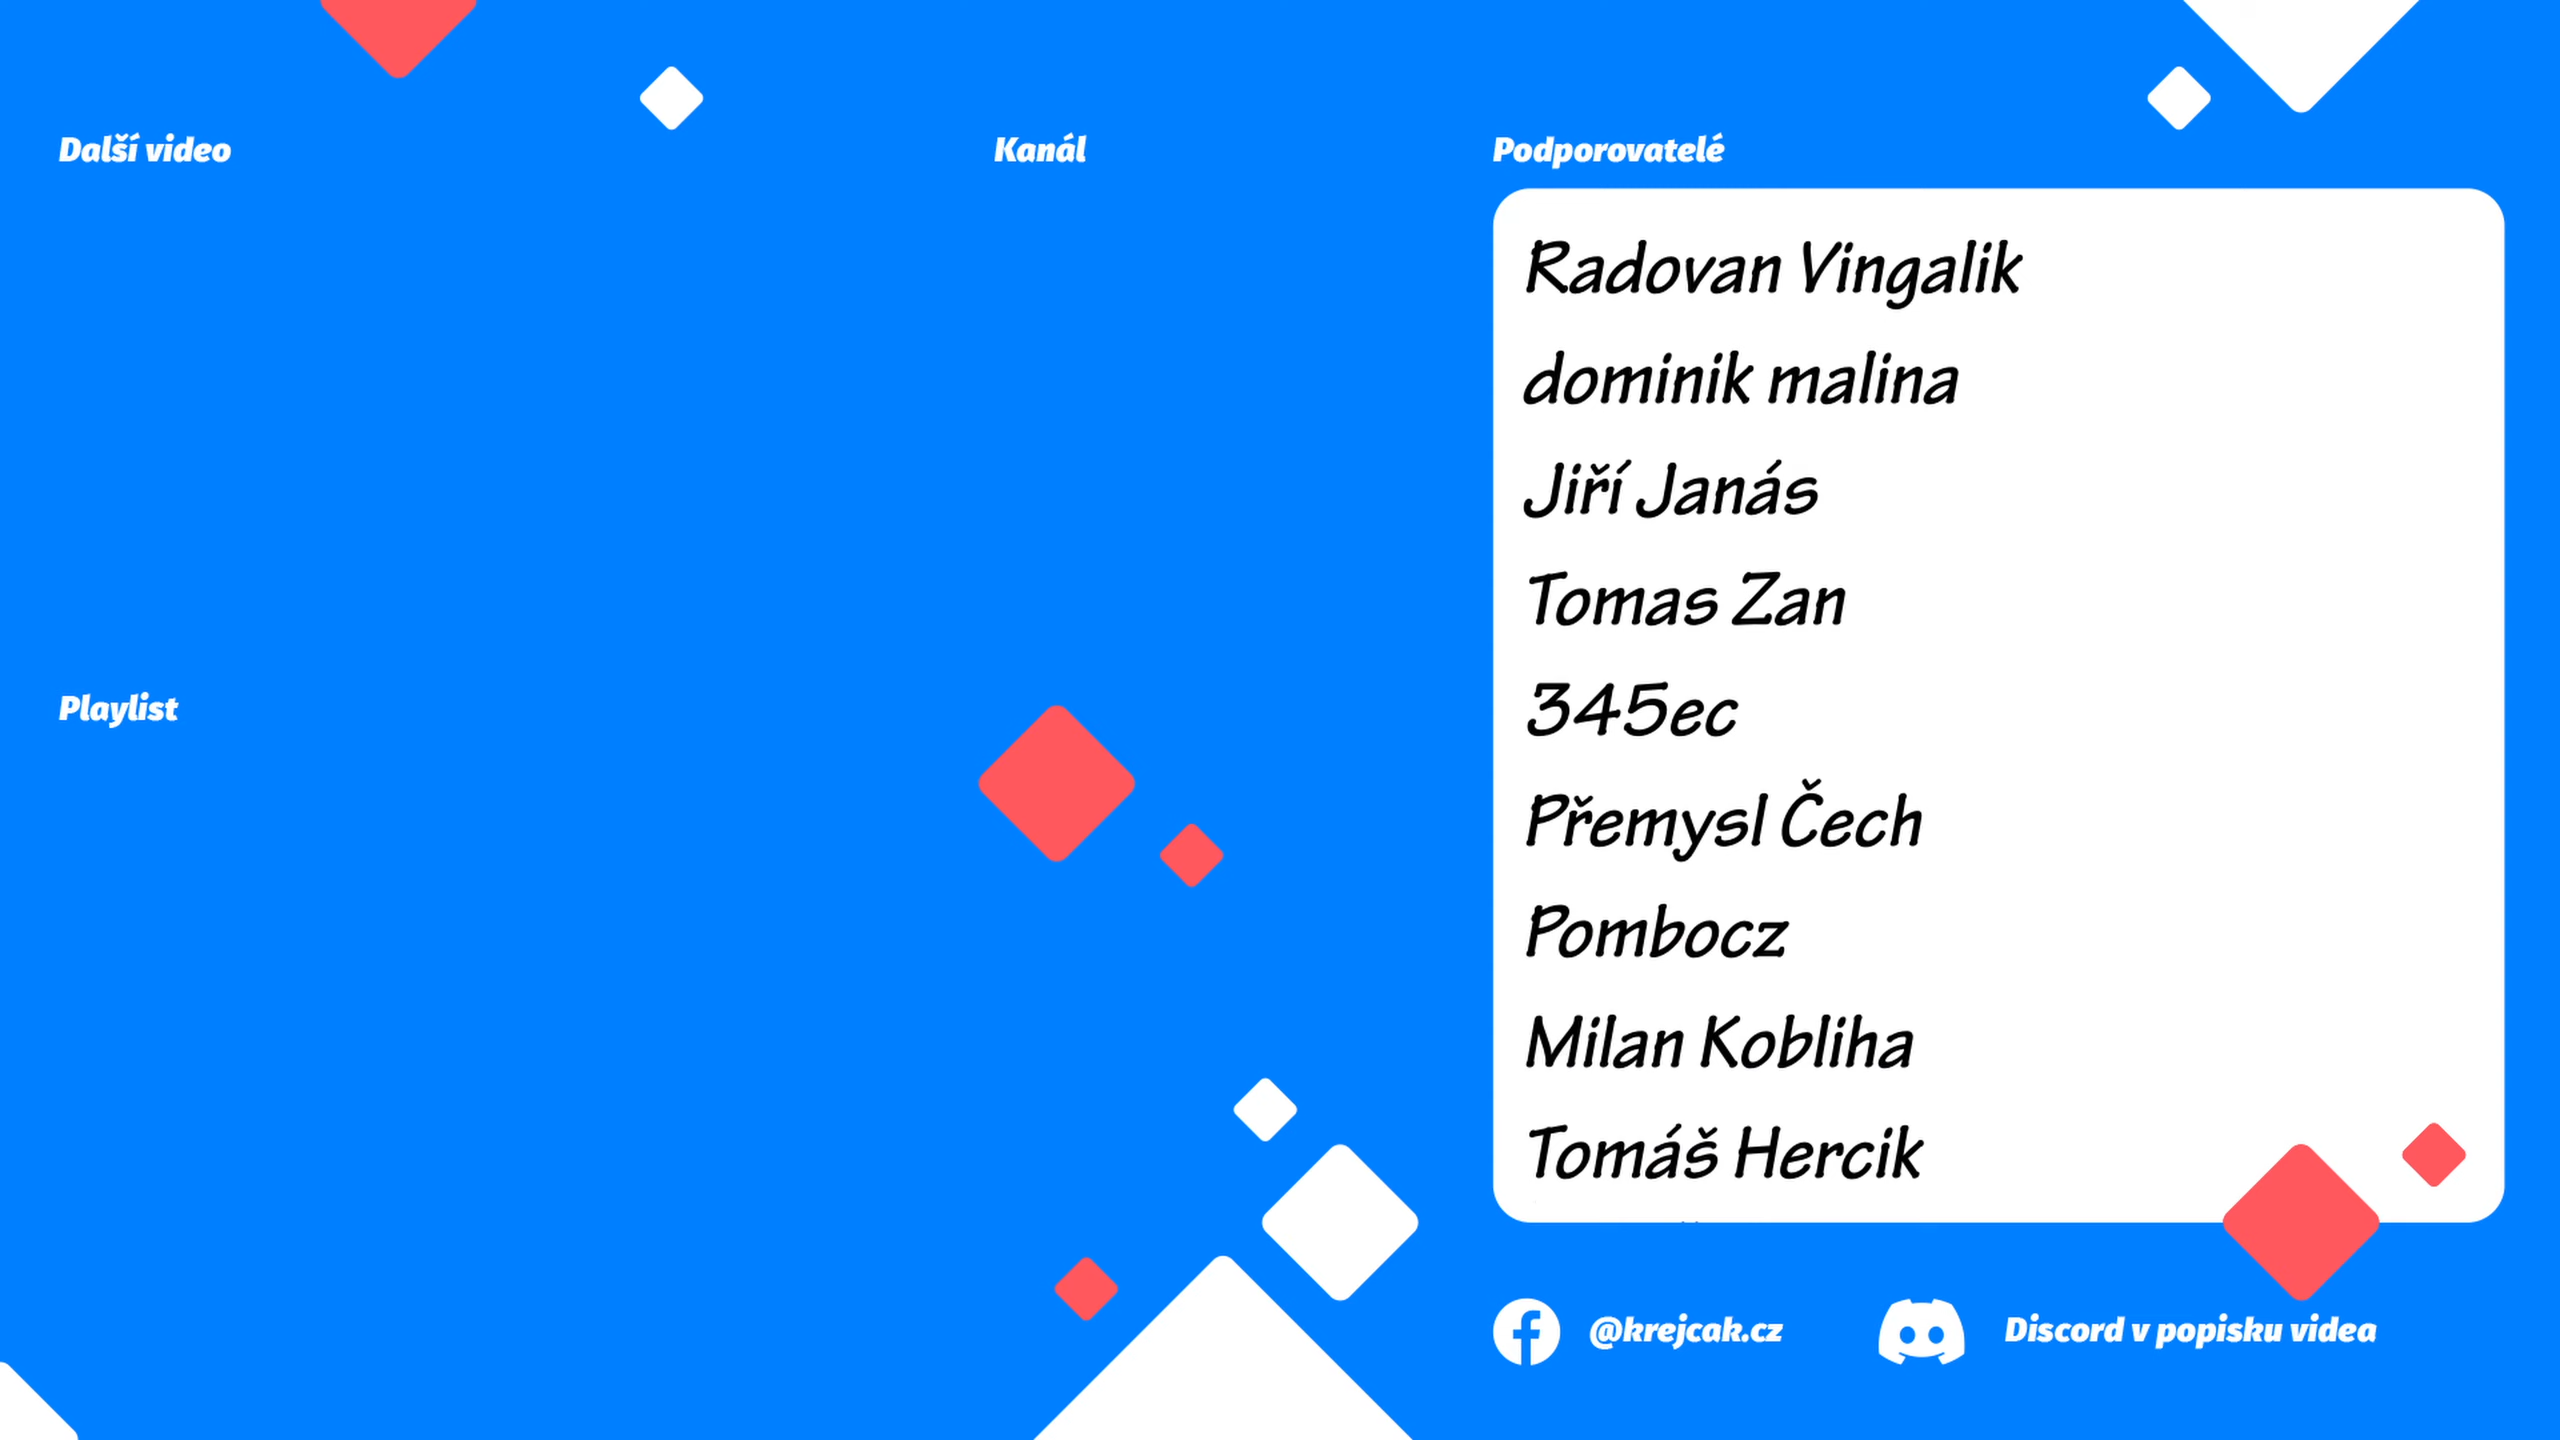 Další video
Kanál
Podporovatelé
Radovan Vingalik
dominik malina
Jiří Janás
Tomas Zan
345ec
Přemysl Čech
Pombocz
Milan Kobliha
Tomáš Hercik
Playlist
@krejcak.cz
Discord v popisku videa